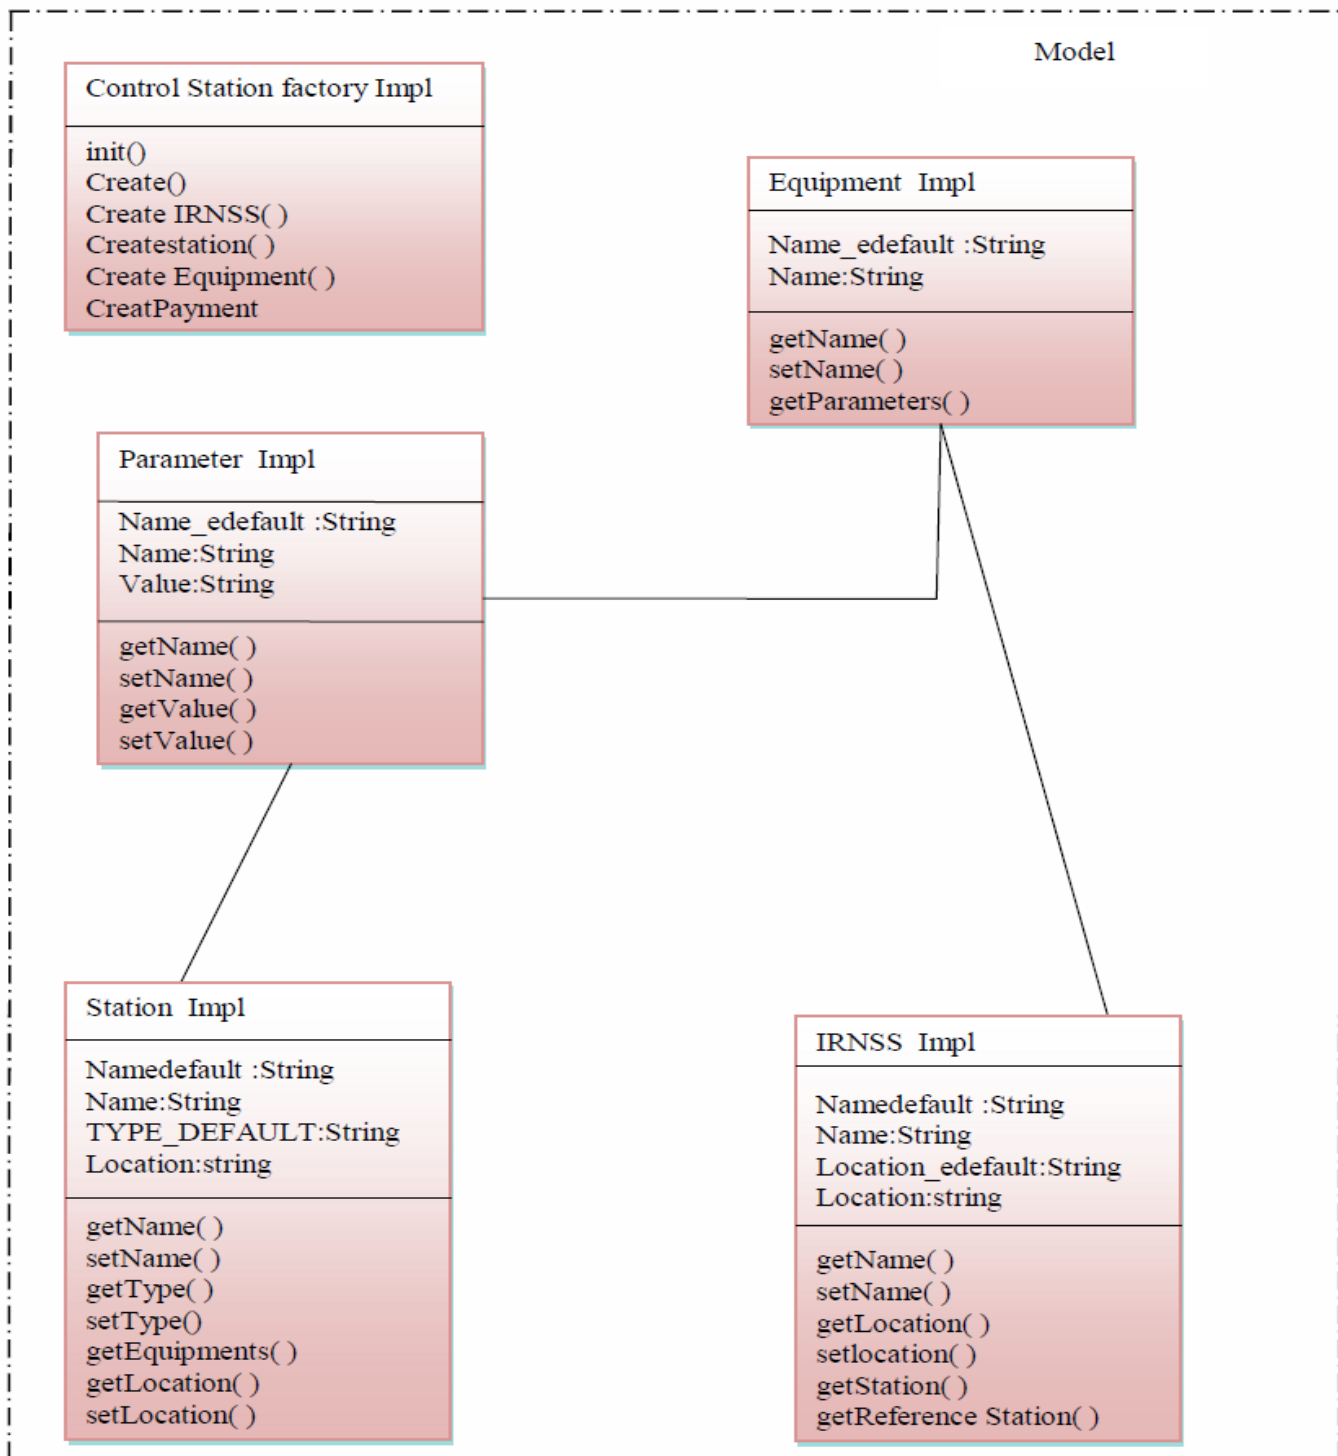 Model
Control Station factory Impl
init()
Create()
Create IRNSS( )
Createstation( )
Create Equipment( )
CreatPayment
Equipment Impl
Name_edefault :String
Name:String
getName( )
setName( )
getParameters( )
Parameter Impl
Name_edefault :String
Name:String
Value:String
getName( )
setName( )
getValue( )
setValue( )
Station Impl
Namedefault :String
Name:String
TYPE_DEFAULT:String
Location:string
getName( )
setName( )
getType( )
setType()
getEquipments( )
getLocation( )
setLocation( )
IRNSS Impl
Namedefault :String
Name:String
Location_edefault:String
Location:string
getName( )
setName( )
getLocation( )
setlocation( )
getStation( )
getReference Station( )